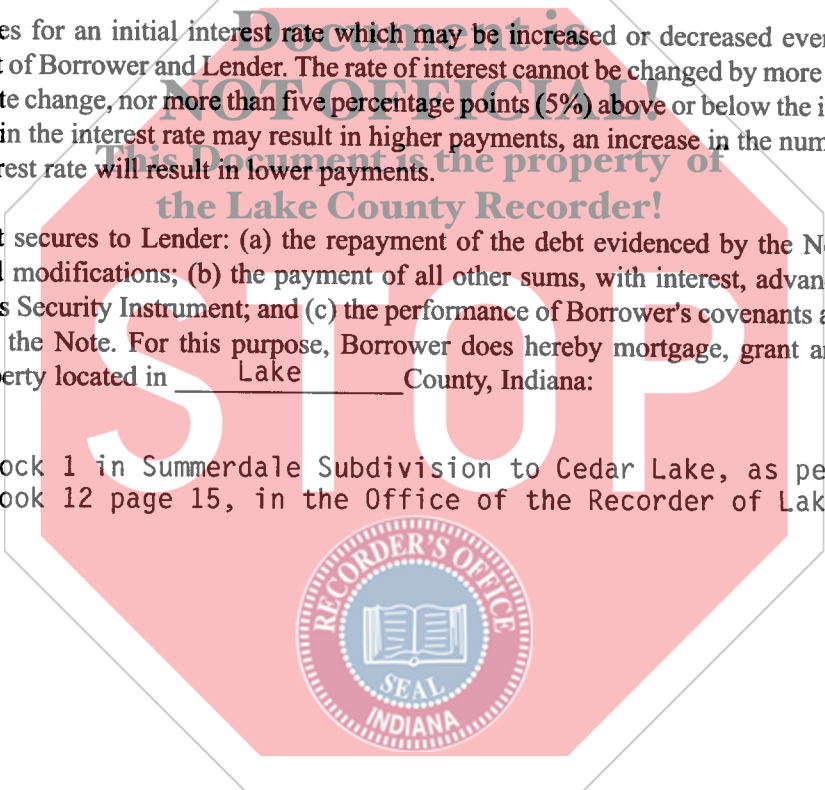 Document is
es for an initial interest rate which may be increased or decreased ever
t of Borrower and Lender. The rate of interest cannot be changed by more
NOT OFFICIAL!
te change, nor more than five percentage points (5%) above or below the i
in the interest rate may result in higher payments, an increase in the num
This Document is the property of
rest rate will result in lower payments.
the Lake County Recorder!
t secures to Lender: (a) the repayment of the debt evidenced by the N
l modifications; (b) the payment of all other sums, with interest, advan
s Security Instrument; and (c) the performance of Borrower's covenants a
the Note. For this purpose, Borrower does hereby mortgage, grant a
erty located in Lake County, Indiana:
STOP
ock 1 in Summerdale Subdivision to Cedar Lake, as pe
ook 12 page 15, in the Office of the Recorder of Lak
RECORDER'S OFFICE
SEAL
INDIANA